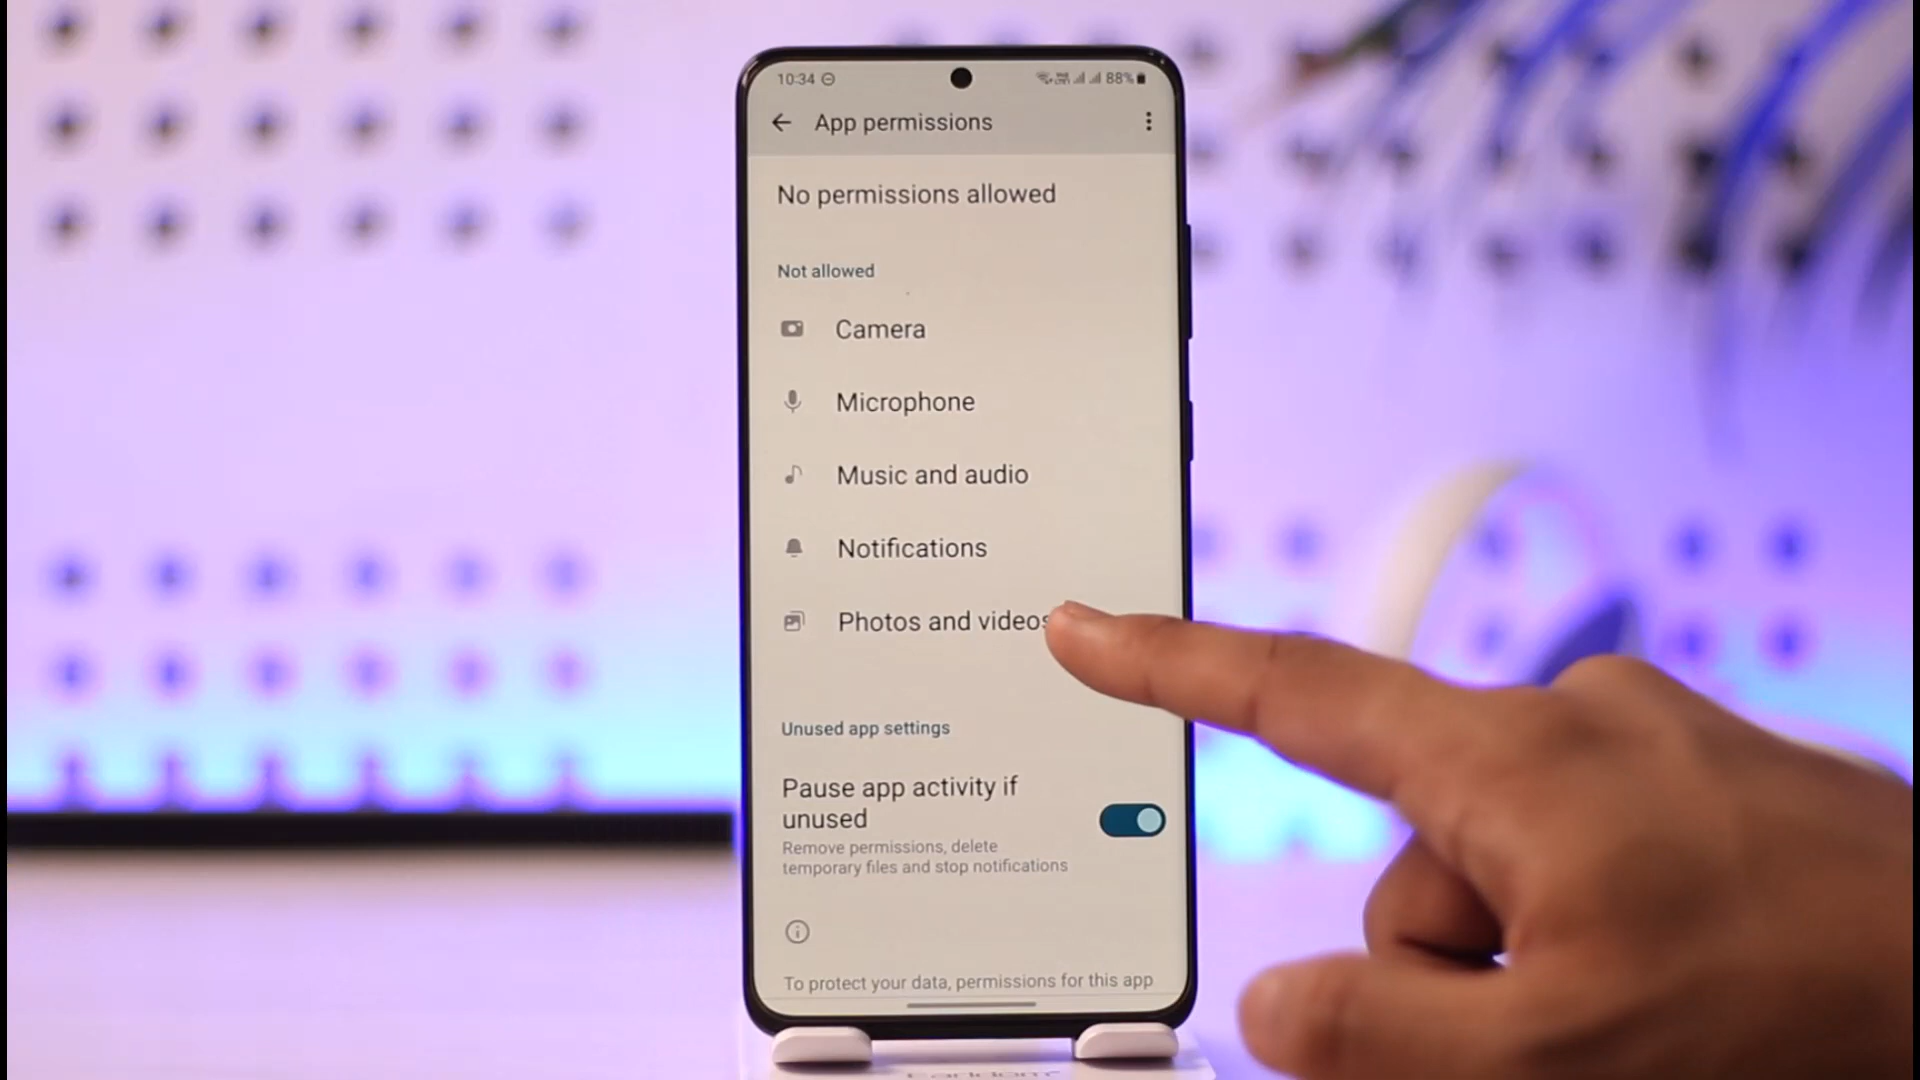 10:34
88%
App permissions
No permissions allowed
Not allowed
Camera
Microphone
Music and audio
Notifications
Photos and videos
Unused app settings
Pause app activity if
unused
Remove permissions, delete
temporary files and stop notifications
To protect your data, permissions for this app